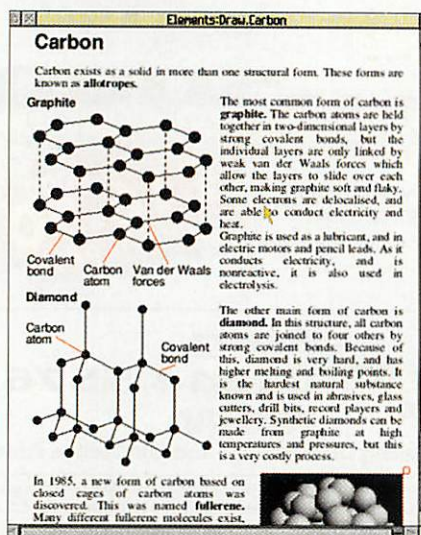 Elements:Draw.Carbon
Carbon
Carbon exists as a solid in more than one structural form. These forms are
known as allotropes.
Graphite
Covalent
bond
Carbon
atom
Van der Waals
forces
The most common form of carbon is
graphite. The carbon atoms are held
together in two-dimensional layers by
strong covalent bonds, but the
individual layers are only linked by
weak van der Waals forces which
allow the layers to slide over each
other, making graphite soft and flaky.
Some electrons are delocalised, and
are able to conduct electricity and
heat.
Graphite is used as a lubricant, and in
electric motors and pencil leads. As it
conducts electricity, and is
nonreactive, it is also used in
electrolysis.
Diamond
Carbon
atom
Covalent
bond
The other main form of carbon is
diamond. In this structure, all carbon
atoms are joined to four others by
strong covalent bonds. Because of
this, diamond is very hard, and has
higher melting and boiling points. It
is the hardest natural substance
known and is used in abrasives, glass
cutters, drill bits, record players and
jewellery. Synthetic diamonds can be
made from graphite at high
temperatures and pressures, but this
is a very costly process.
In 1985, a new form of carbon based on
closed cages of carbon atoms was
discovered. This was named fullerene.
Many different fullerene molecules exist,